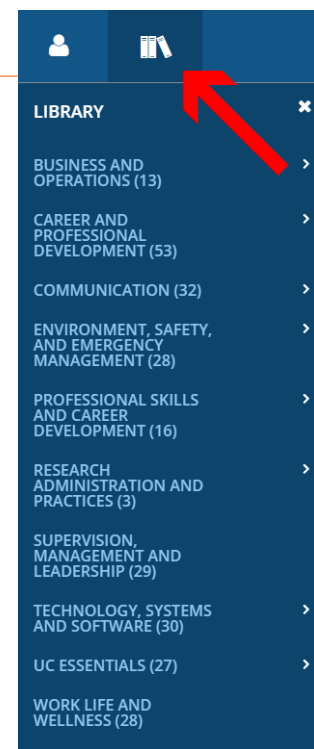 LIBRARY
BUSINESS AND
OPERATIONS (13)
CAREER AND
PROFESSIONAL
DEVELOPMENT (53)
COMMUNICATION (32)
ENVIRONMENT, SAFETY,
AND EMERGENCY
MANAGEMENT (28)
PROFESSIONAL SKILLS
AND CAREER
DEVELOPMENT (16)
RESEARCH
ADMINISTRATION AND
PRACTICES (3)
SUPERVISION,
MANAGEMENT AND
LEADERSHIP (29)
TECHNOLOGY, SYSTEMS
AND SOFTWARE (30)
UC ESSENTIALS (27)
WORK LIFE AND
WELLNESS (28)